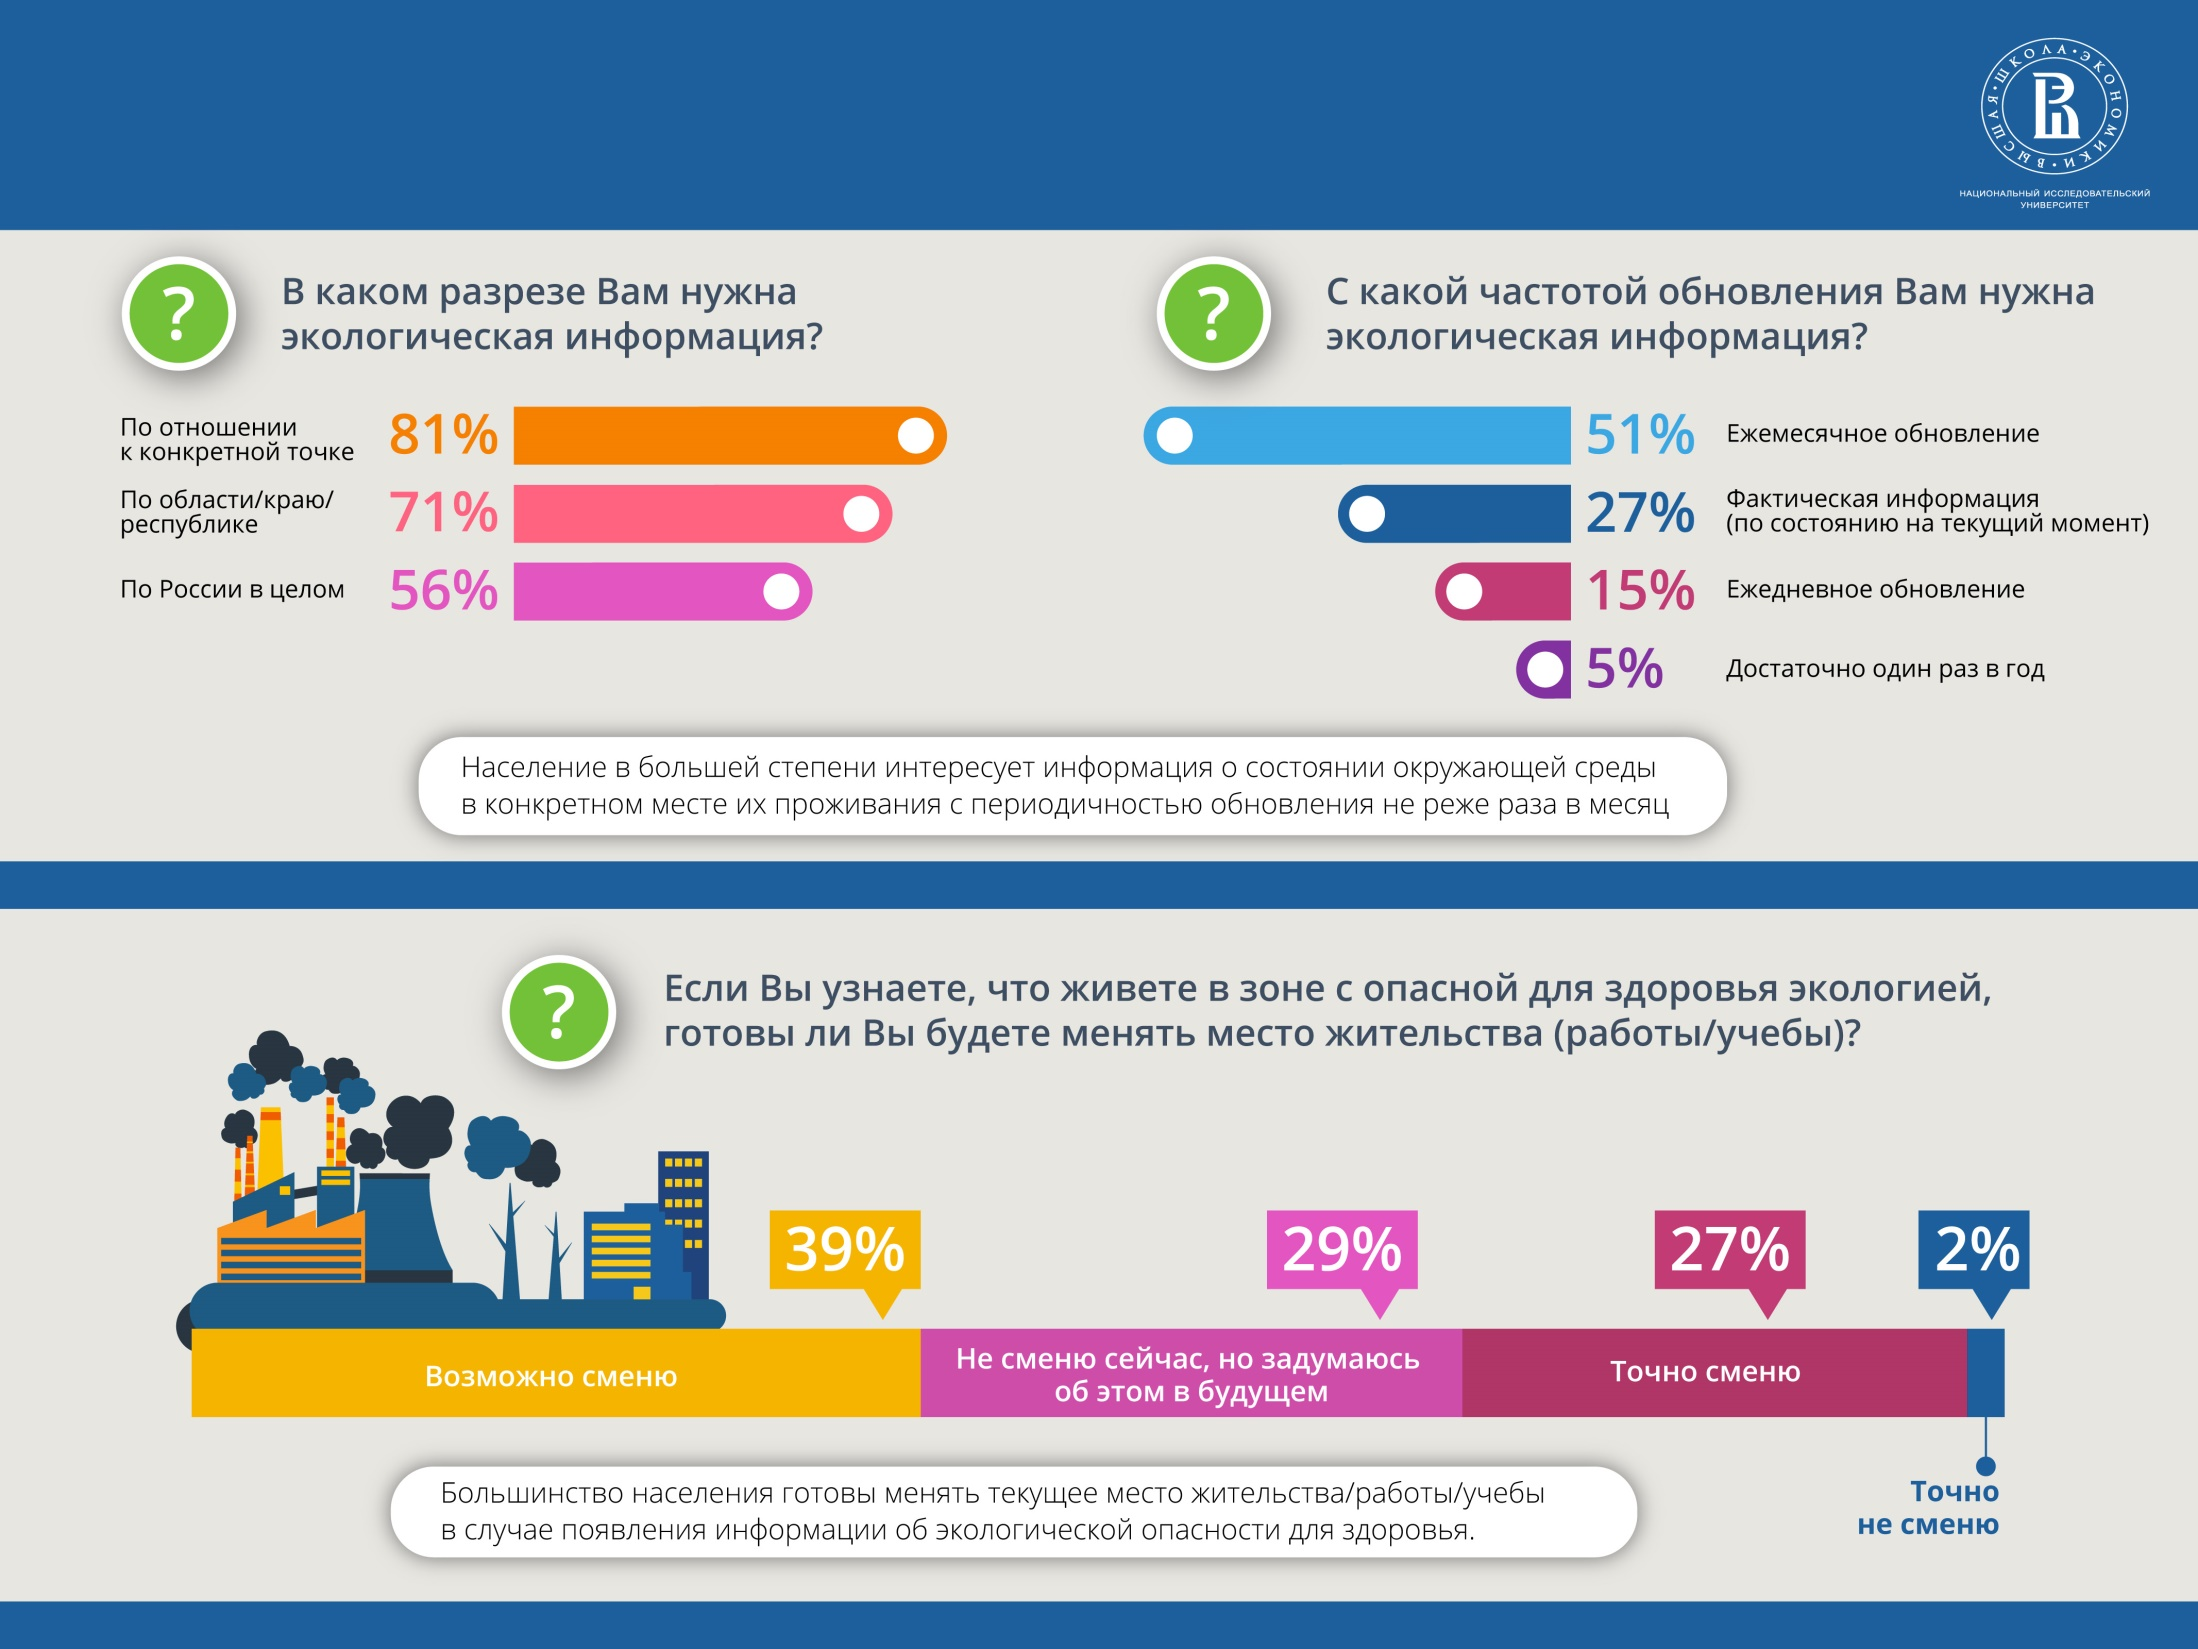 ВЫСШАЯ • ШКОЛА • ЭКОНОМИКИ •
НАЦИОНАЛЬНЫЙ ИССЛЕДОВАТЕЛЬСКИЙ
УНИВЕРСИТЕТ
?
В каком разрезе Вам нужна
экологическая информация?
По отношении
к конкретной точке
81%
По области/краю/
республике
71%
По России в целом
56%
?
С какой частотой обновления Вам нужна
экологическая информация?
51%
Ежемесячное обновление
27%
Фактическая информация
(по состоянию на текущий момент)
15%
Ежедневное обновление
5%
Достаточно один раз в год
Население в большей степени интересует информация о состоянии окружающей среды
в конкретном месте их проживания с периодичностью обновления не реже раза в месяц
?
Если Вы узнаете, что живете в зоне с опасной для здоровья экологией,
готовы ли Вы будете менять место жительства (работы/учебы)?
39%
29%
27%
2%
Возможно сменю
Не сменю сейчас, но задумаюсь
об этом в будущем
Точно сменю
Точно
не сменю
Большинство населения готовы менять текущее место жительства/работы/учебы
в случае появления информации об экологической опасности для здоровья.